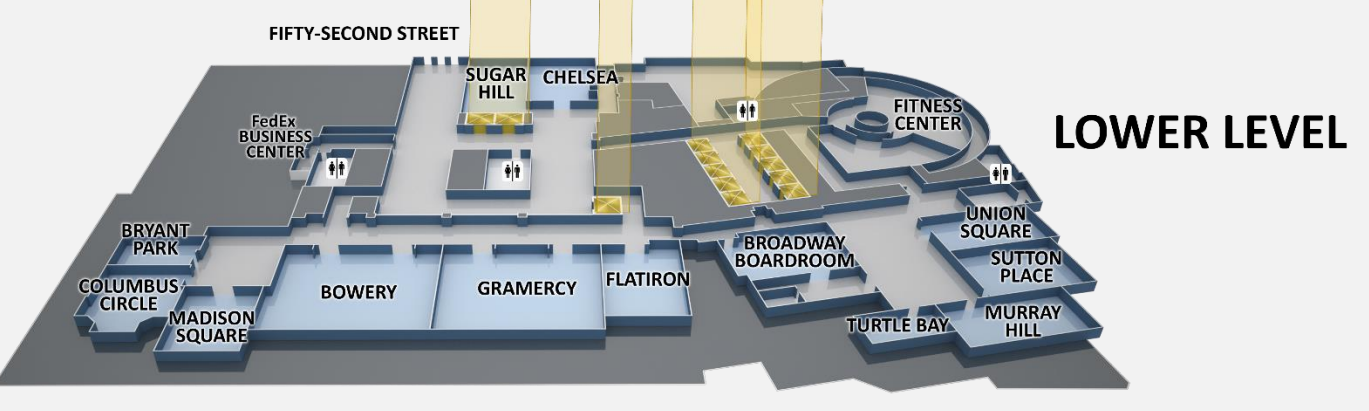 FIFTY-SECOND STREET
SUGAR
HILL
CHELSEA
FedEx
BUSINESS
CENTER
FITNESS
CENTER
LOWER LEVEL
BRYANT
PARK
COLUMBUS
CIRCLE
MADISON
SQUARE
BOWERY
GRAMERCY
FLATIRON
BROADWAY
BOARDROOM
UNION
SQUARE
SUTTON
PLACE
TURTLE BAY
MURRAY
HILL